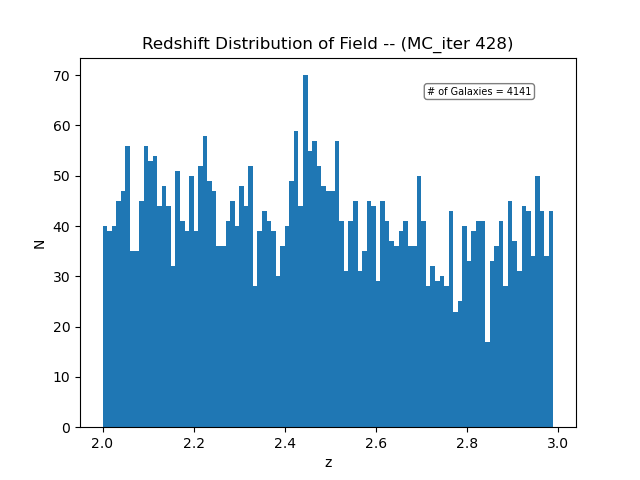 Redshift Distribution of Field -- (MC_iter 428)
# of Galaxies = 4141
70
60
50
40
30
20
10
0
N
2.0 2.2 2.4 2.6 2.8 3.0
z